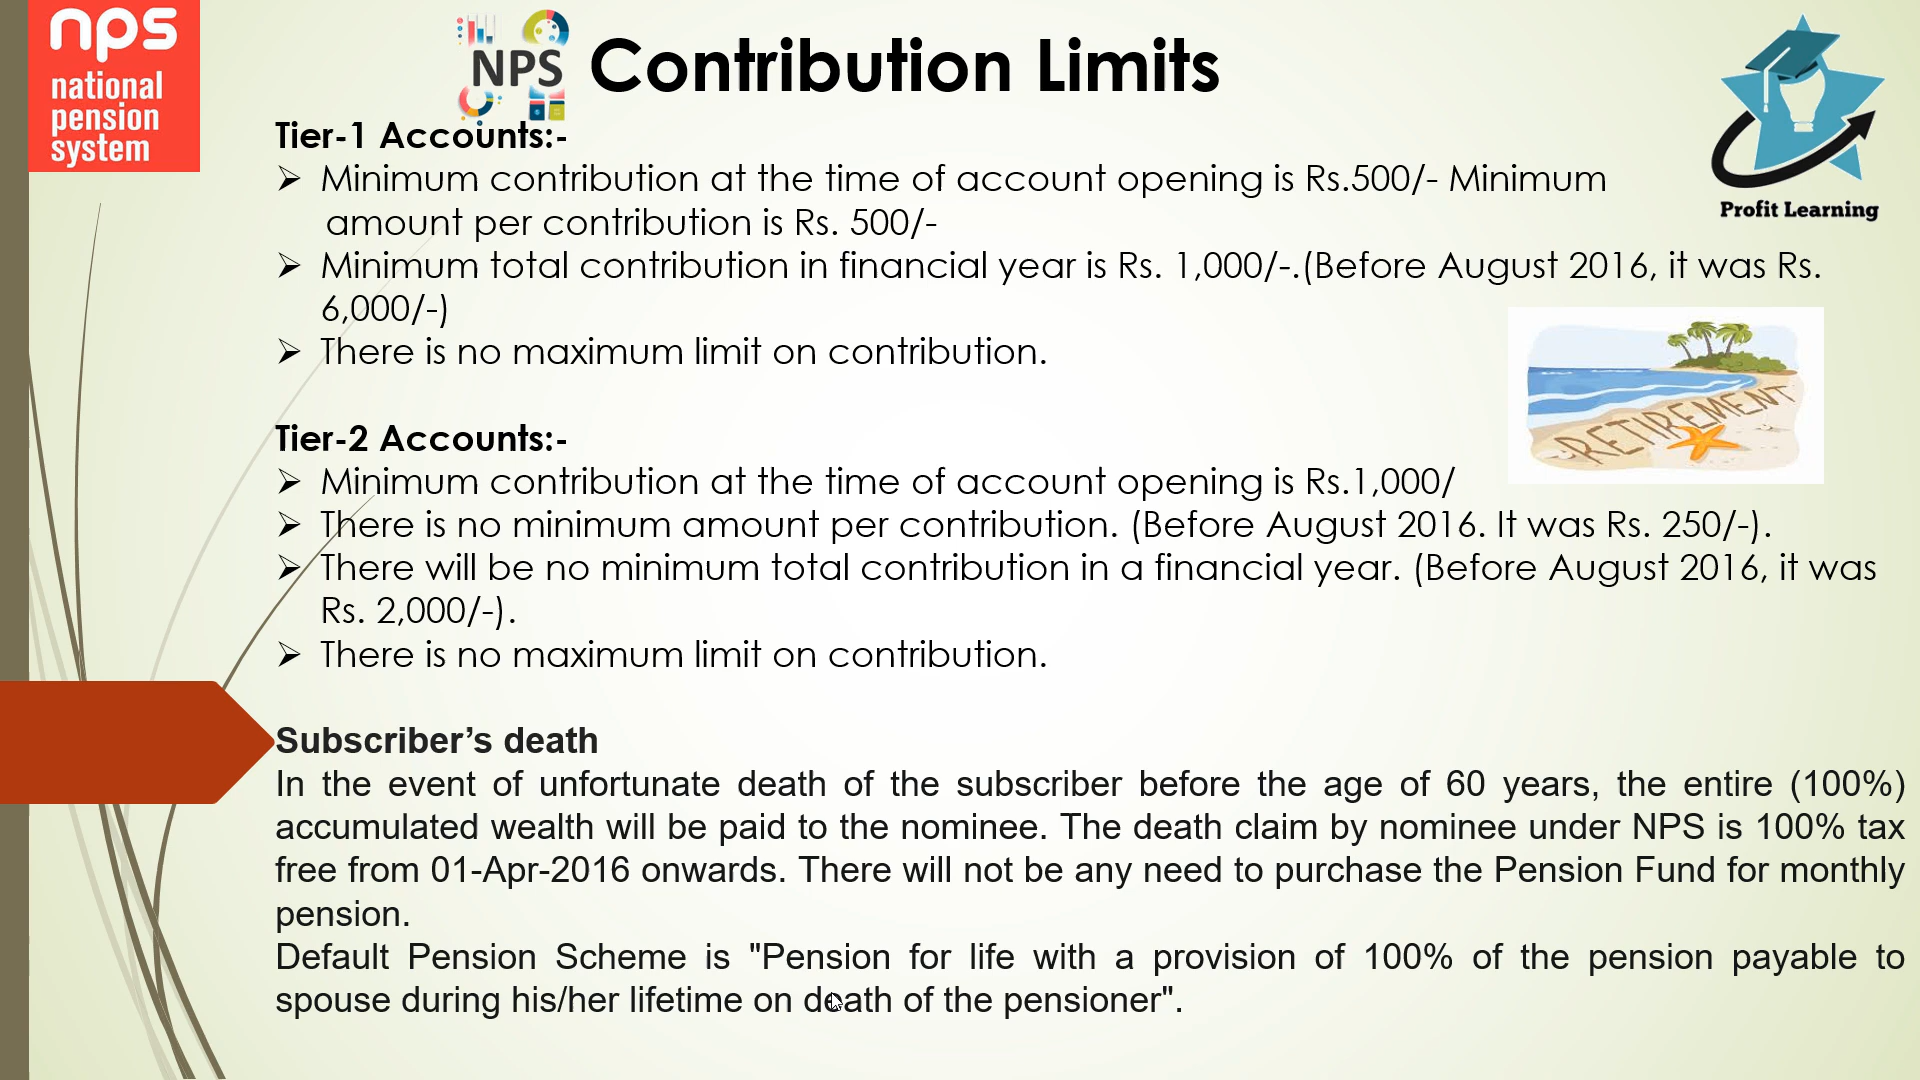 nps
national
pension
system
NPS
Contribution Limits
Profit Learning
Tier-1 Accounts:-
➢ Minimum contribution at the time of account opening is Rs.500/- Minimum
amount per contribution is Rs. 500/-
➢ Minimum total contribution in financial year is Rs. 1,000/-.(Before August 2016, it was Rs.
6,000/-)
➢ There is no maximum limit on contribution.
RETIREMENT
Tier-2 Accounts:-
➢ Minimum contribution at the time of account opening is Rs.1,000/
➢ There is no minimum amount per contribution. (Before August 2016. It was Rs. 250/-).
➢ There will be no minimum total contribution in a financial year. (Before August 2016, it was
Rs. 2,000/-).
➢ There is no maximum limit on contribution.
Subscriber’s death
In the event of unfortunate death of the subscriber before the age of 60 years, the entire (100%)
accumulated wealth will be paid to the nominee. The death claim by nominee under NPS is 100% tax
free from 01-Apr-2016 onwards. There will not be any need to purchase the Pension Fund for monthly
pension.
Default Pension Scheme is "Pension for life with a provision of 100% of the pension payable to
spouse during his/her lifetime on death of the pensioner".